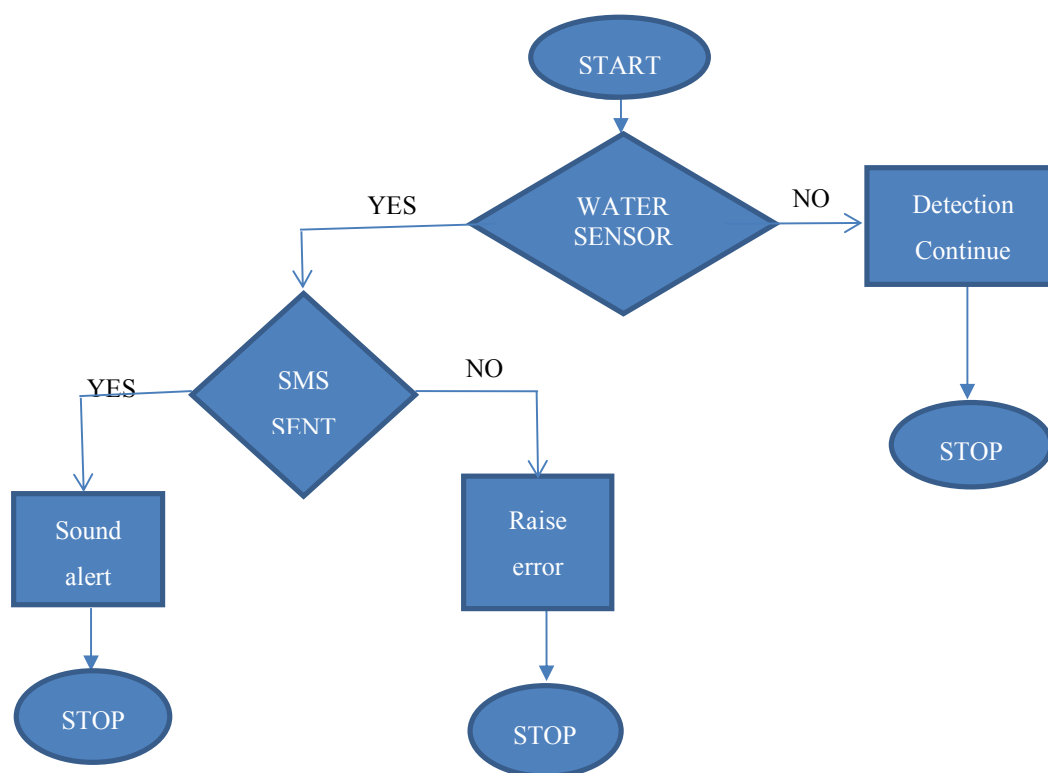 START
YES
WATER
SENSOR
NO
Detection
Continue
YES
SMS
SENT
NO
STOP
Sound
alert
Raise
error
STOP
STOP